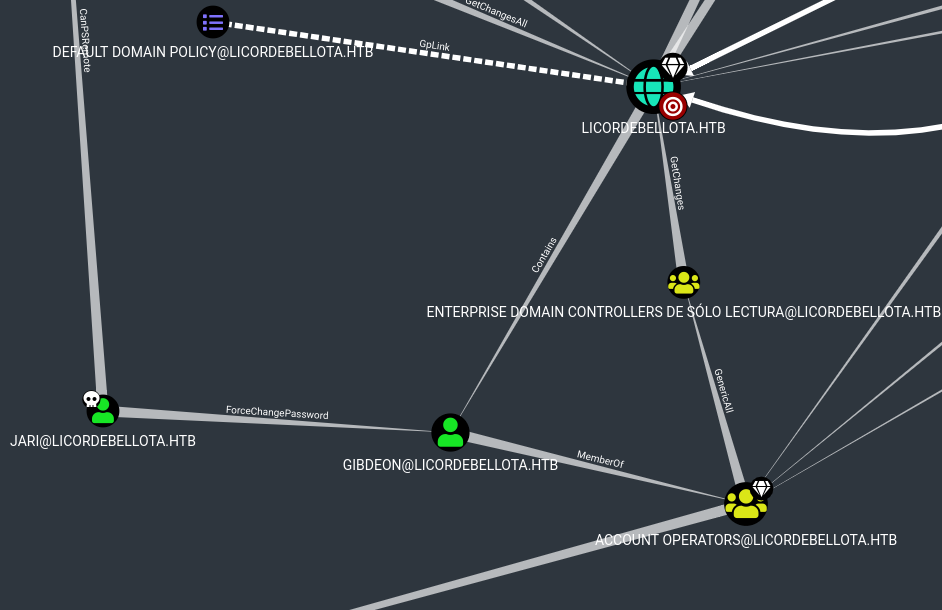 GetChangesAll
CanPSRemote
DEFAULT DOMAIN POLICY@LICORDEBELLOTA.HTB
GpLink
LICORDEBELLOTA.HTB
GetChanges
Contains
ENTERPRISE DOMAIN CONTROLLERS DE SÓLO LECTURA@LICORDEBELLOTA.HTB
GenericAll
ForceChangePassword
JARI@LICORDEBELLOTA.HTB
GIBDEON@LICORDEBELLOTA.HTB
MemberOf
ACCOUNT OPERATORS@LICORDEBELLOTA.HTB